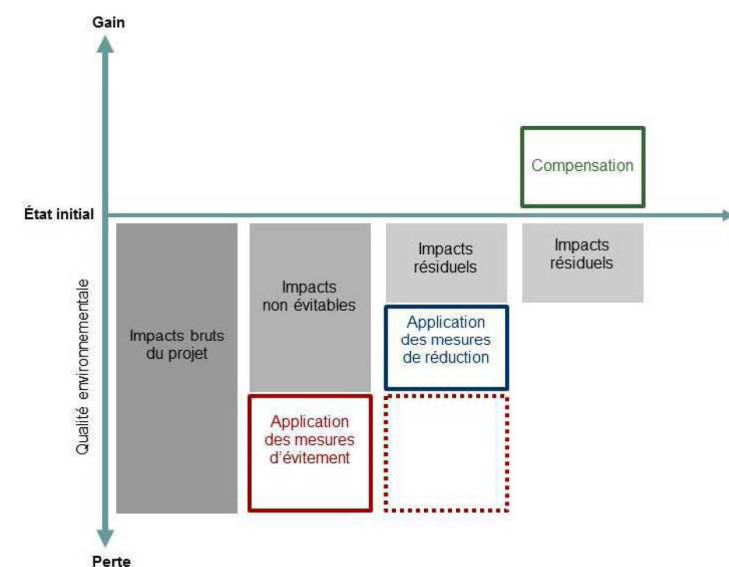 Gain
Compensation
État initial
Impacts
résiduels
Impacts
résiduels
Impacts
non évitables
Impacts bruts
du projet
Application
des mesures
de réduction
Qualité environnementale
Application
des mesures
d'évitement
Perte